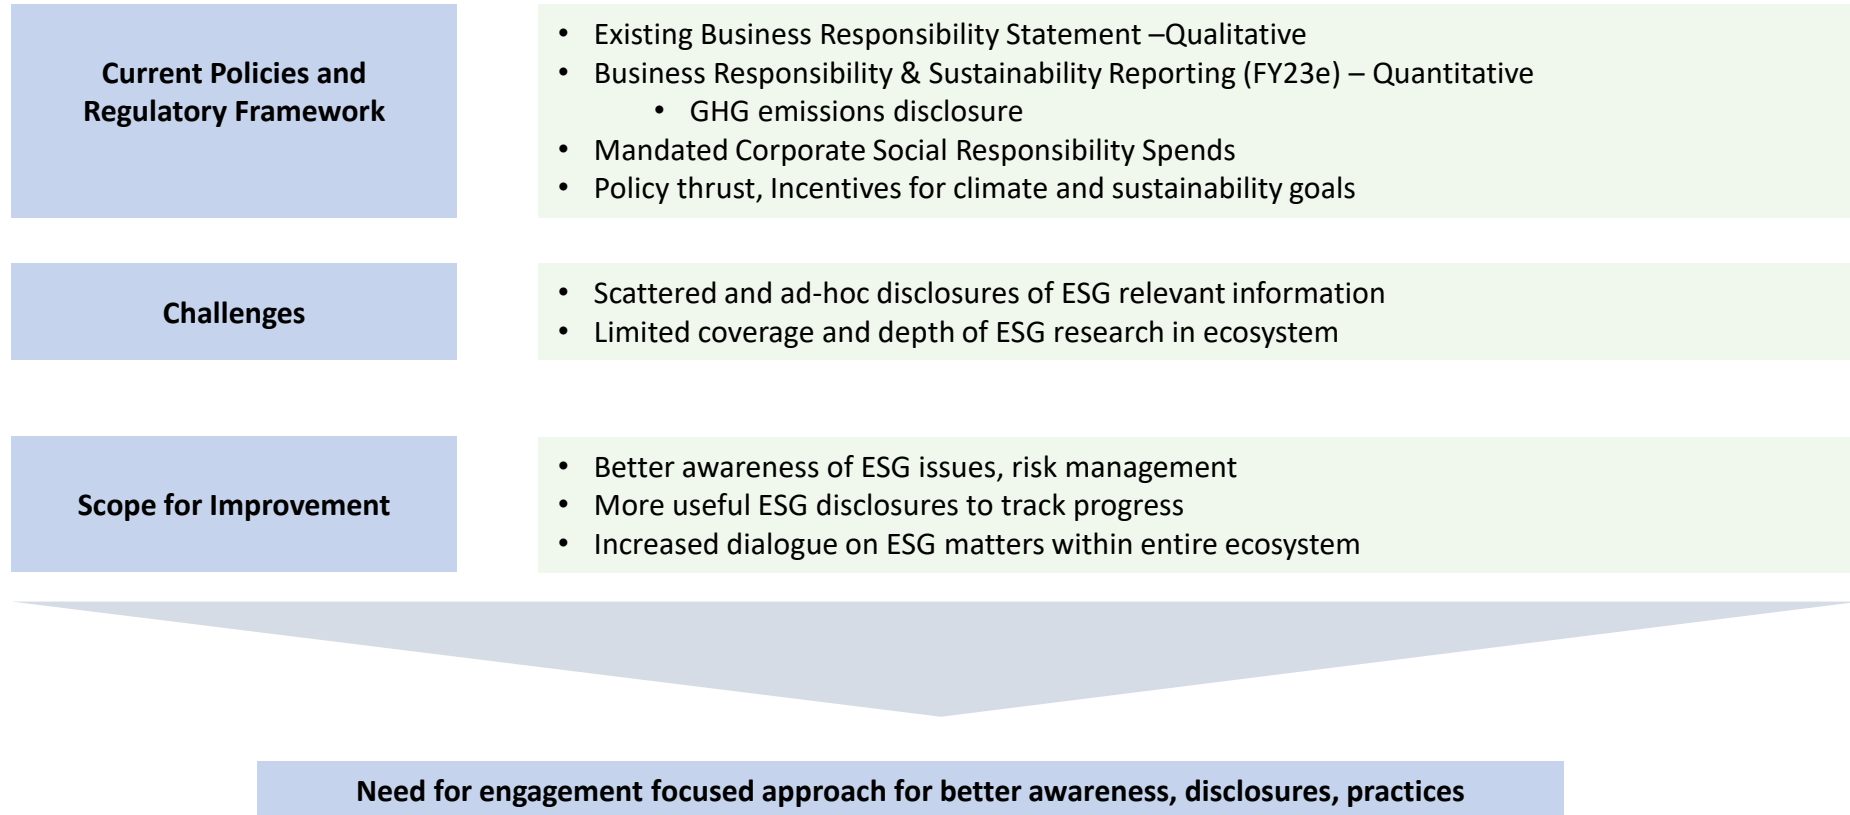 Current Policies and
Regulatory Framework
• Existing Business Responsibility Statement –Qualitative
• Business Responsibility & Sustainability Reporting (FY23e) – Quantitative
• GHG emissions disclosure
• Mandated Corporate Social Responsibility Spends
• Policy thrust, Incentives for climate and sustainability goals
Challenges
• Scattered and ad-hoc disclosures of ESG relevant information
• Limited coverage and depth of ESG research in ecosystem
Scope for Improvement
• Better awareness of ESG issues, risk management
• More useful ESG disclosures to track progress
• Increased dialogue on ESG matters within entire ecosystem
Need for engagement focused approach for better awareness, disclosures, practices